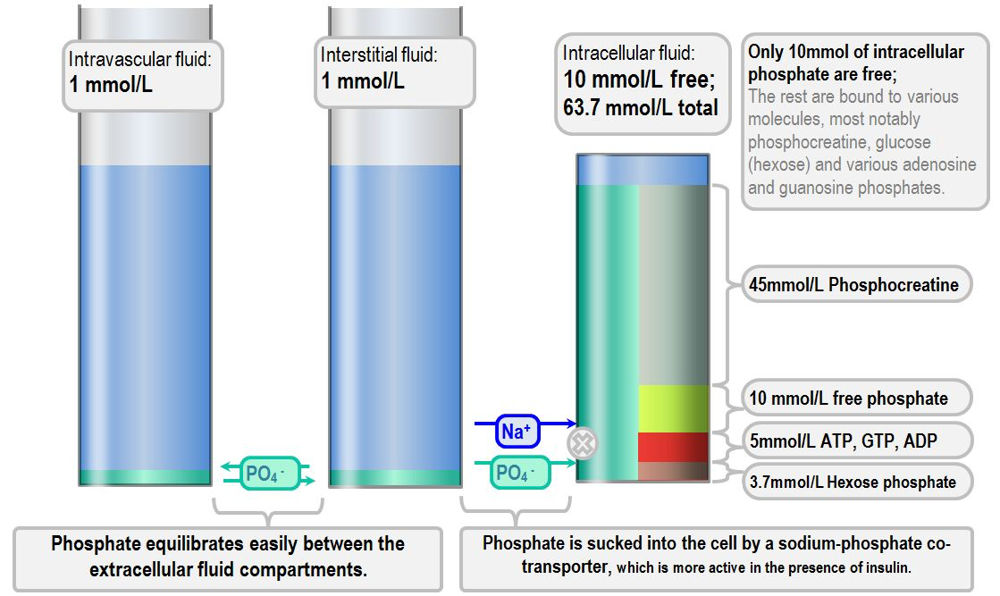 Intravascular fluid:
1 mmol/L
Interstitial fluid:
1 mmol/L
Intracellular fluid:
10 mmol/L free;
63.7 mmol/L total
Only 10mmol of intracellular
phosphate are free;
The rest are bound to various
molecules, most notably
phosphocreatine, glucose
(hexose) and various adenosine
and guanosine phosphates.
45mmol/L Phosphocreatine
10 mmol/L free phosphate
5mmol/L ATP, GTP, ADP
3.7mmol/L Hexose phosphate
Na⁺
PO₄⁻
PO₄⁻
Phosphate equilibrates easily between the
extracellular fluid compartments.
Phosphate is sucked into the cell by a sodium-phosphate co-
transporter, which is more active in the presence of insulin.